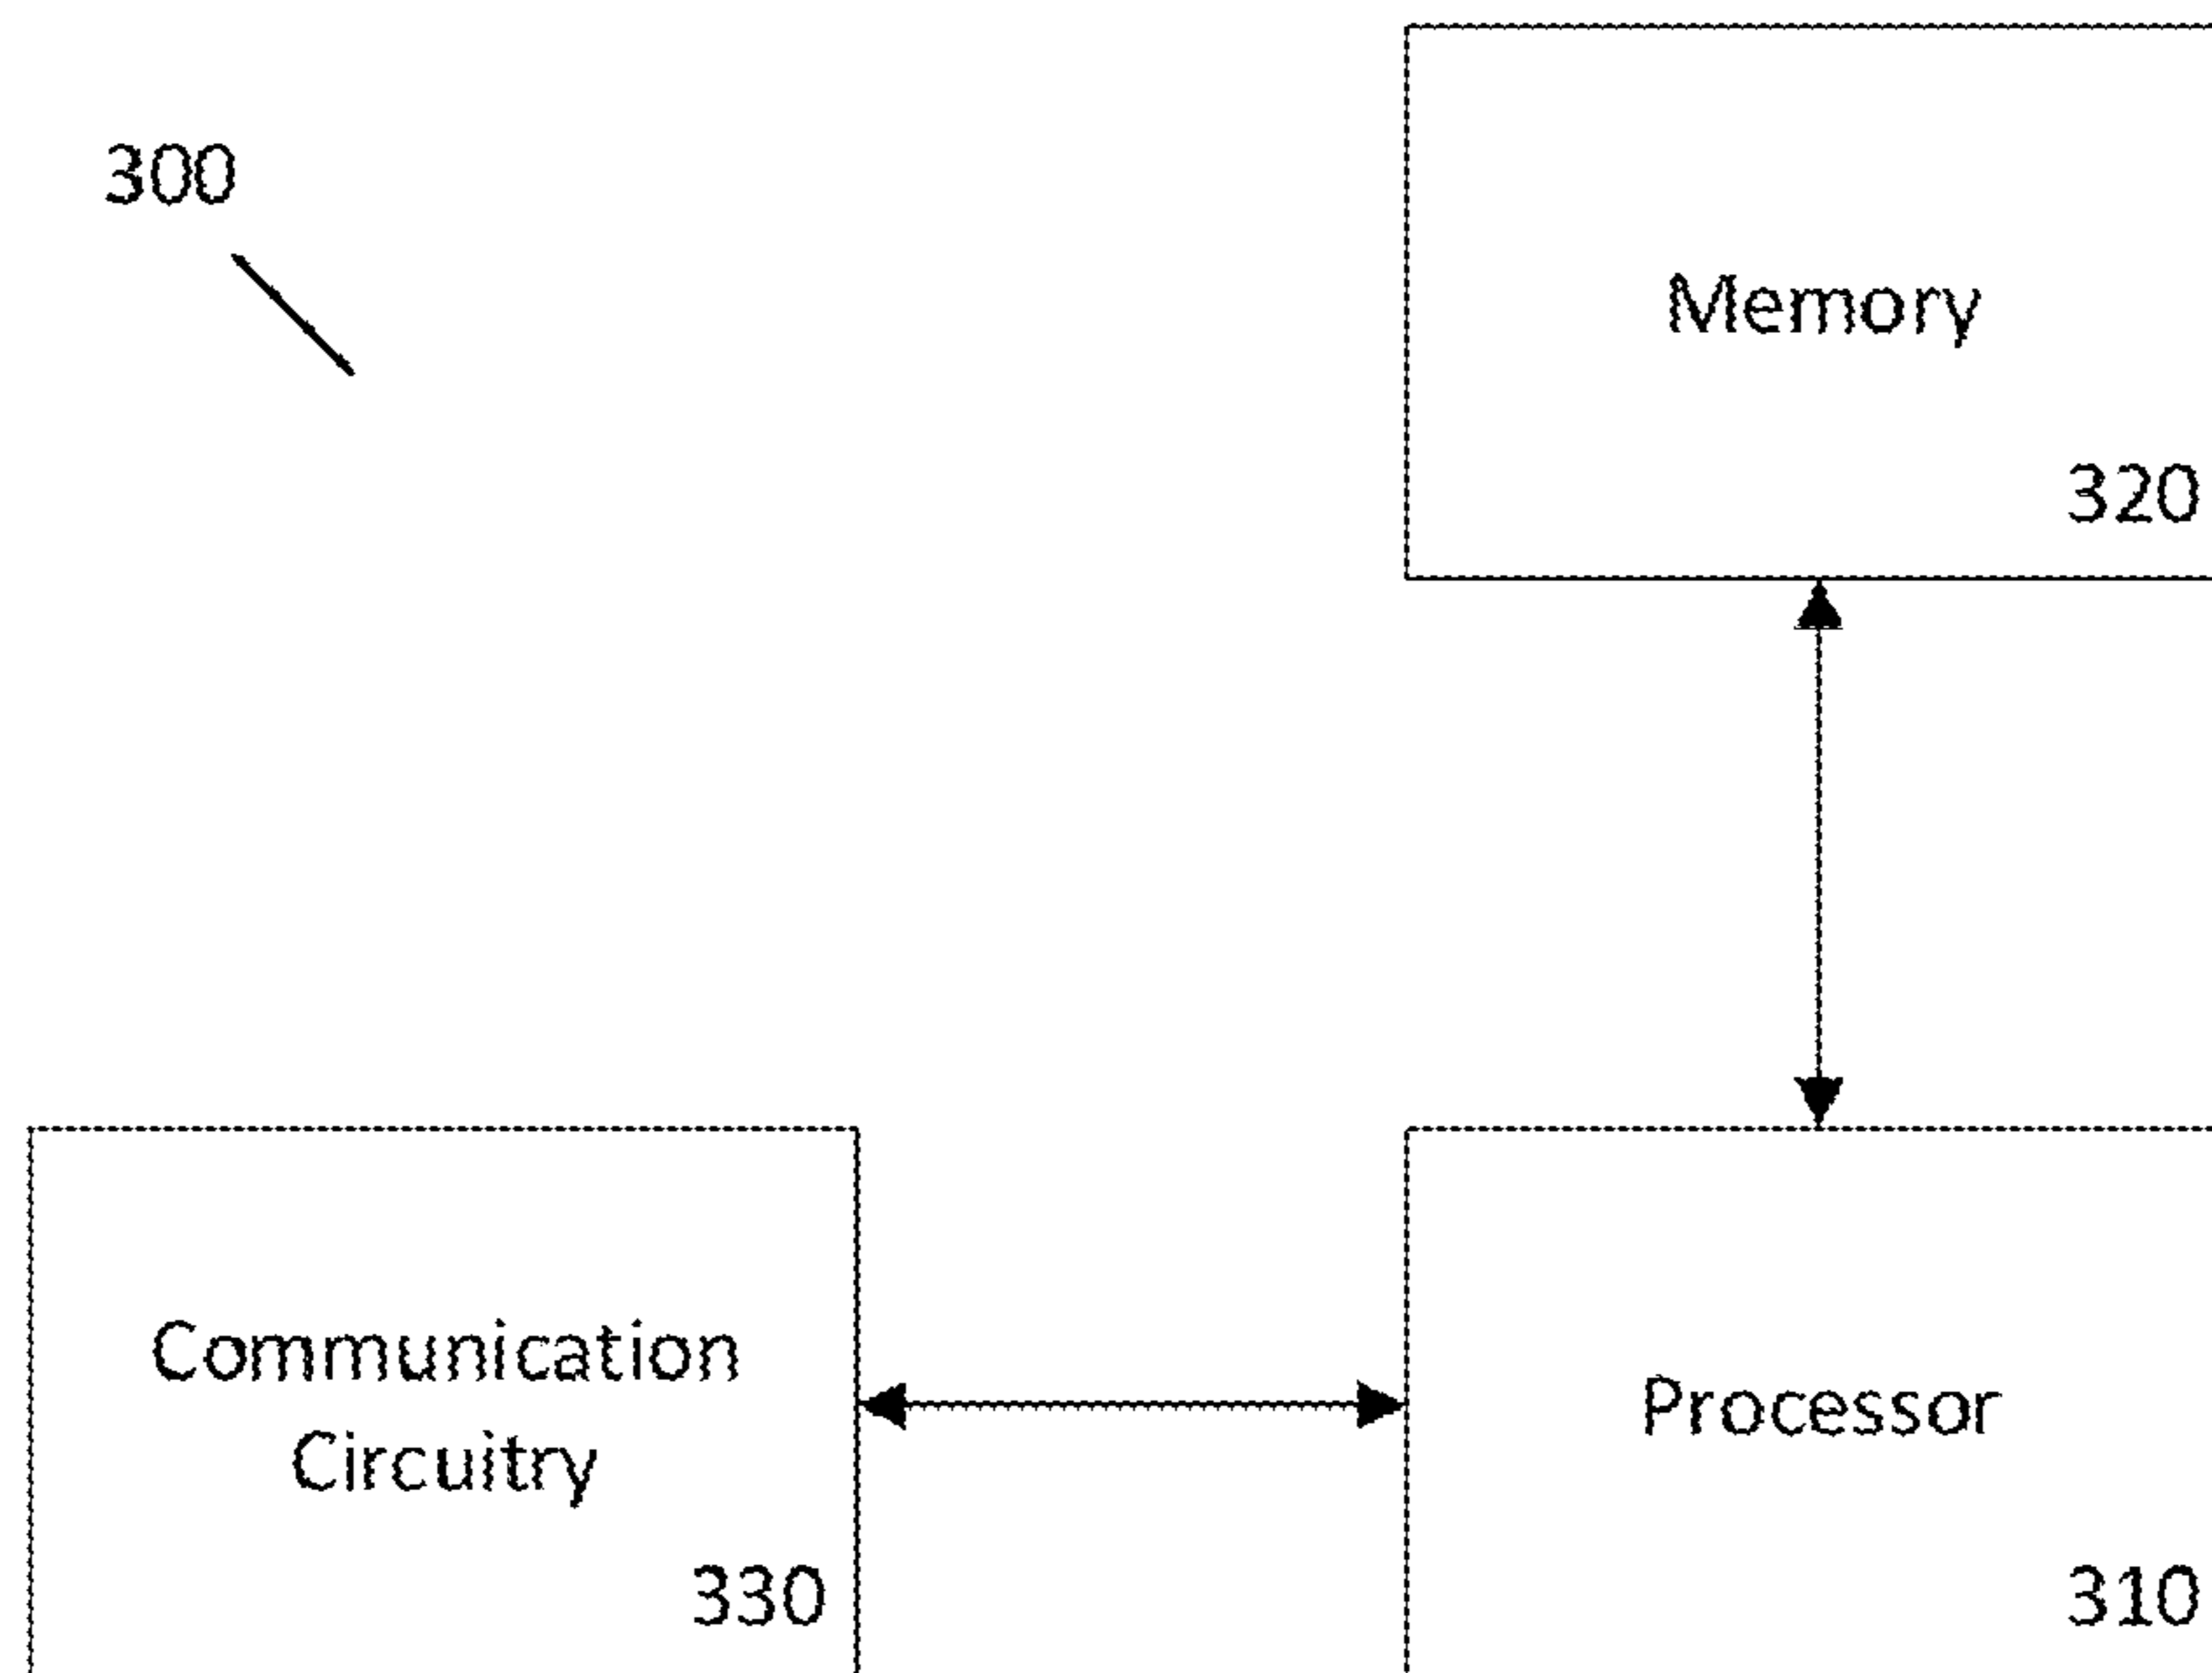 300
Memory
320
Communication
Circuitry
330
Processor
310